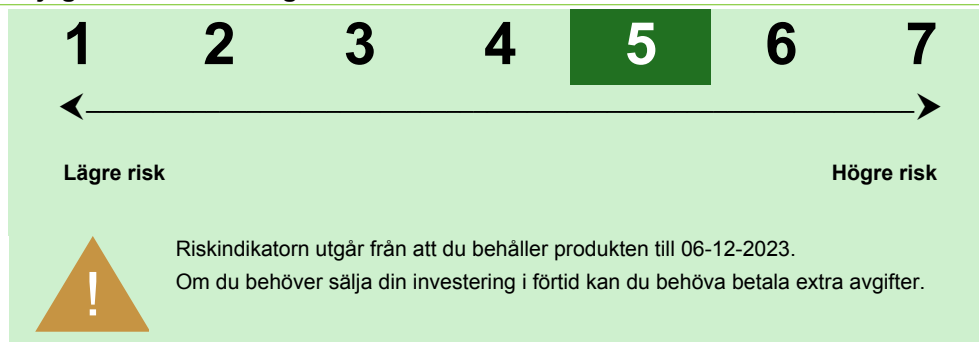 1 2 3 4 5 6 7
Lägre risk Högre risk
!
Riskindikatorn utgår från att du behåller produkten till 06-12-2023.
Om du behöver sälja din investering i förtid kan du behöva betala extra avgifter.